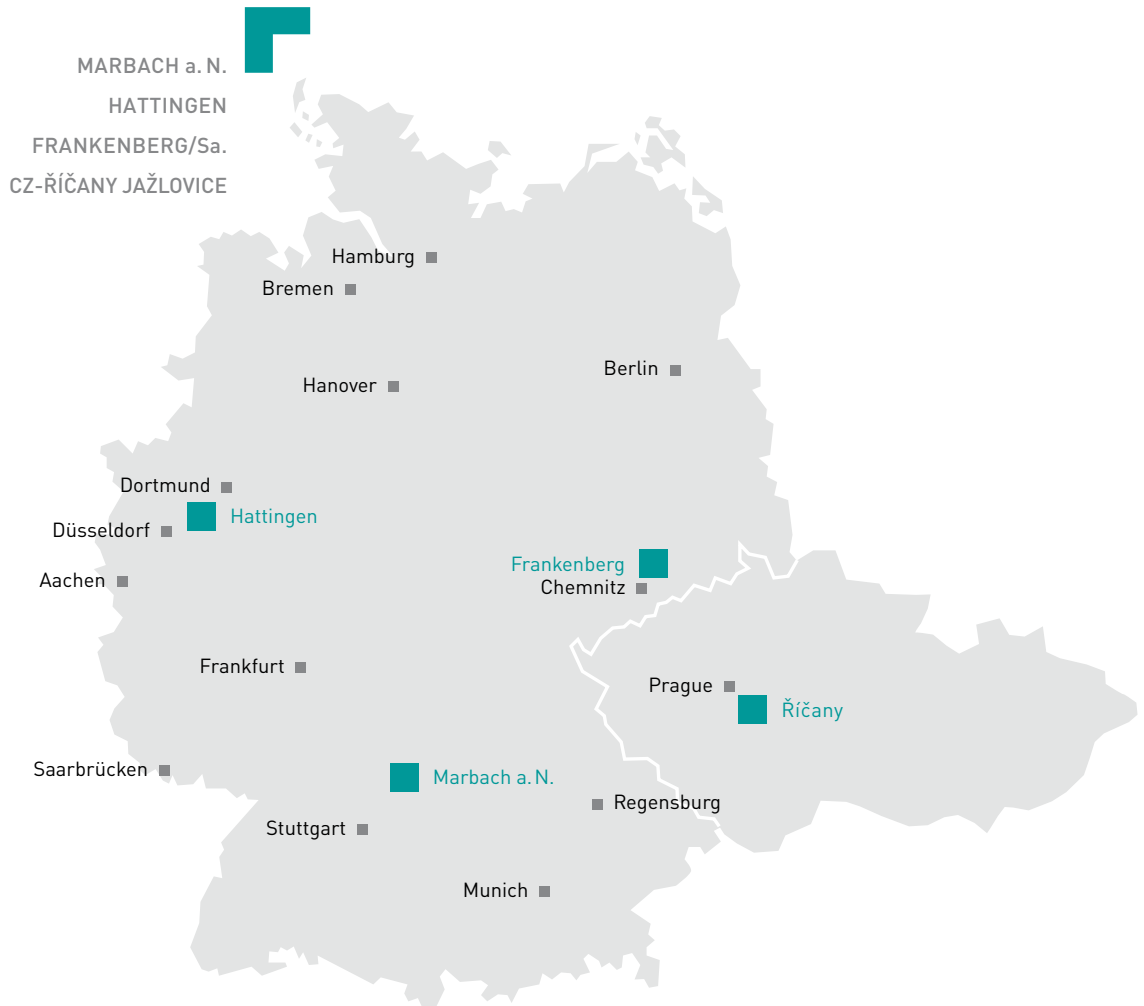 MARBACH a. N.
HATTINGEN
FRANKENBERG/Sa.
CZ-ŘÍČANY JAŽLOVICE
Hamburg
Bremen
Berlin
Hanover
Dortmund
Hattingen
Düsseldorf
Frankenberg
Aachen
Chemnitz
Frankfurt
Prague
Říčany
Saarbrücken
Marbach a. N.
Regensburg
Stuttgart
Munich